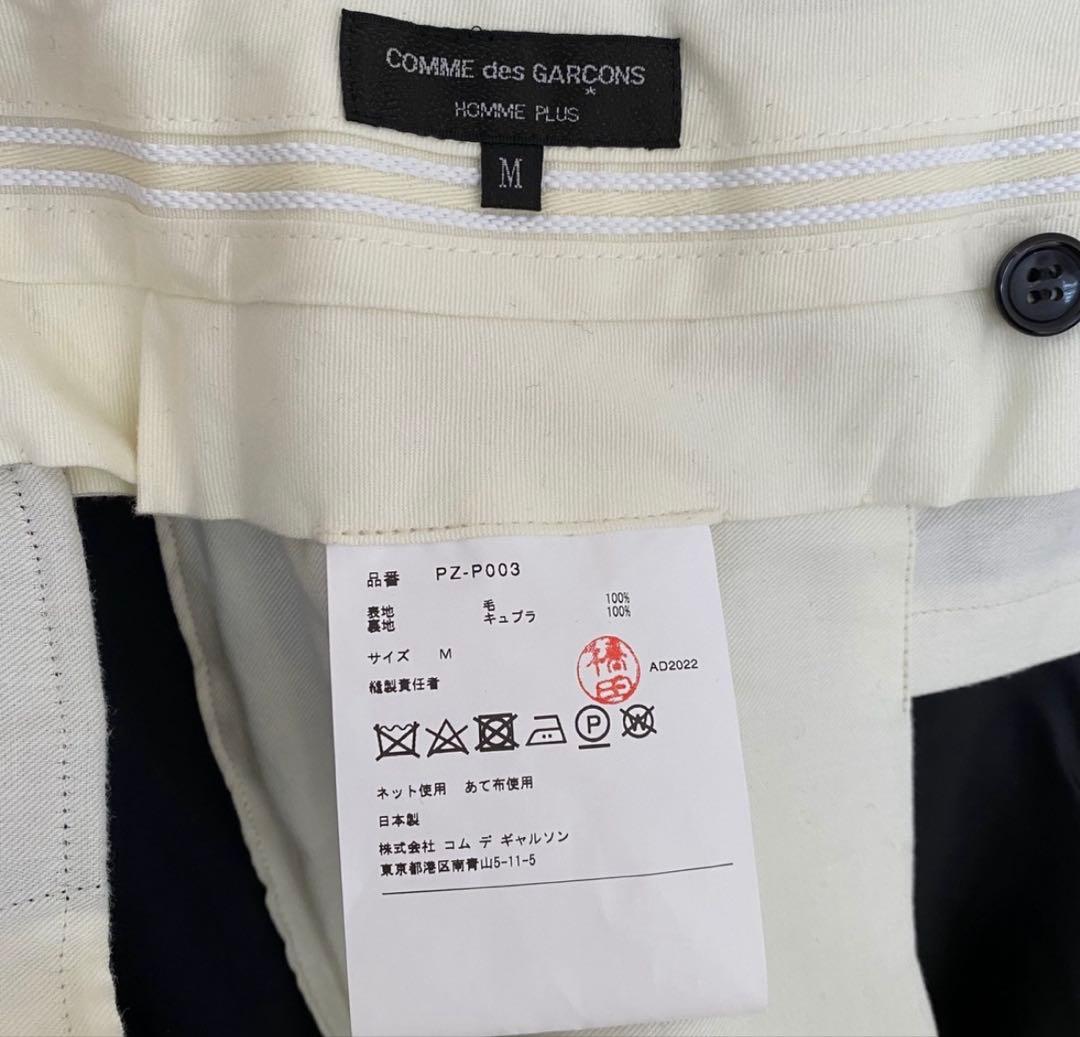 COMME des GARÇONS
*
HOMME PLUS
M
品番 PZ-P003
表地 毛 100%
裏地 キュプラ 100%
サイズ M
縫製責任者 AD2022
P
W
ネット使用 あて布使用
日本製
株式会社 コム デ ギャルソン
東京都港区南青山5-11-5